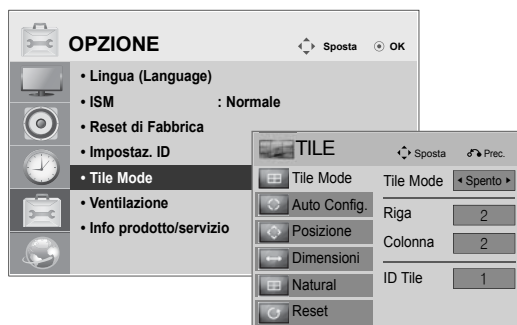 OPZIONE
Sposta
OK
• Lingua (Language)
• ISM : Normale
• Reset di Fabbrica
• Impostaz. ID
• Tile Mode
• Ventilazione
• Info prodotto/servizio
TILE
Sposta
Prec.
Tile Mode
Auto Config.
Posizione
Dimensioni
Natural
Reset
Tile Mode Spento
Riga 2
Colonna 2
ID Tile 1